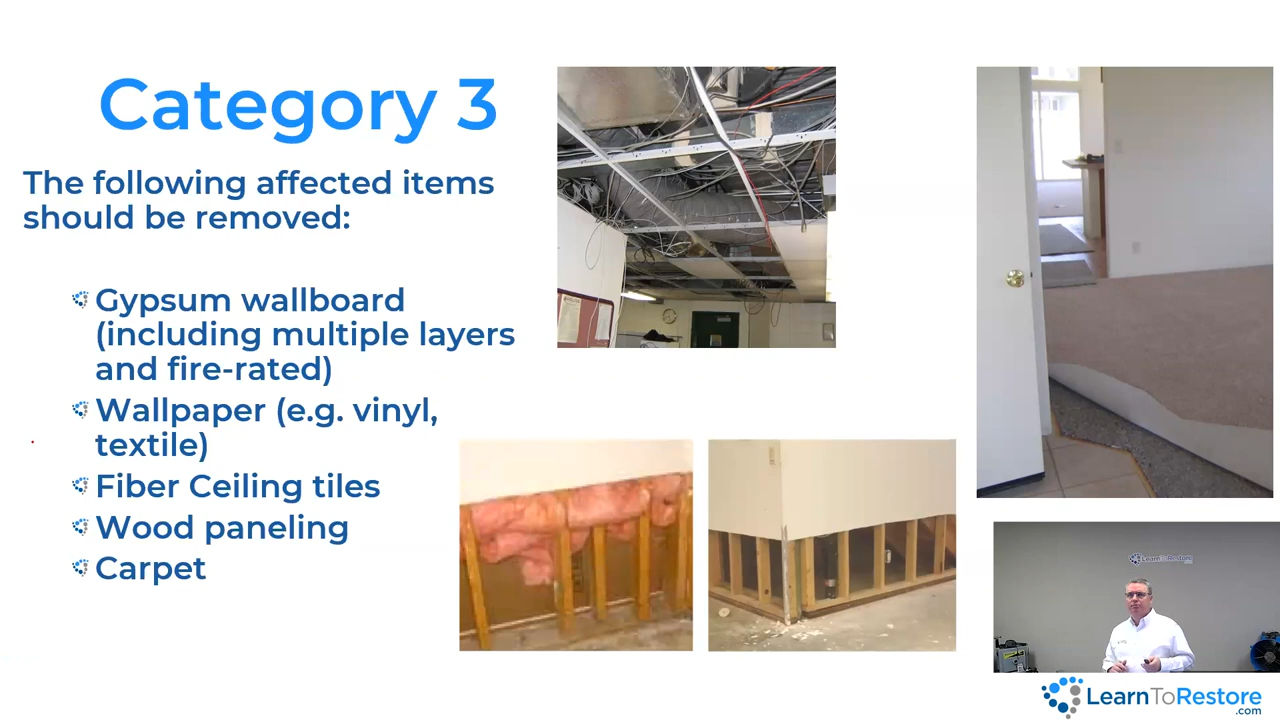 Category 3
The following affected items
should be removed:
Gypsum wallboard
(including multiple layers
and fire-rated)
Wallpaper (e.g. vinyl,
textile)
Fiber Ceiling tiles
Wood paneling
Carpet
LearnToRestore
LearnToRestore
.com